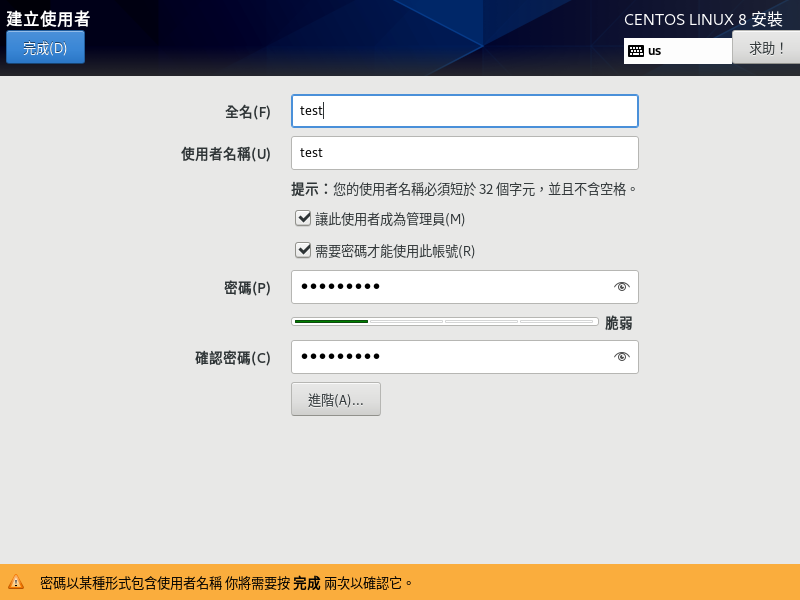 建立使用者
CENTOS LINUX 8 安裝
完成(D)
us
求助！
全名(F)
test
使用者名稱(U)
test
提示：您的使用者名稱必須短於 32 個字元，並且不含空格。
讓此使用者成為管理員(M)
需要密碼才能使用此帳號(R)
密碼(P)
●●●●●●●●●
脆弱
確認密碼(C)
●●●●●●●●●
進階(A)...
密碼以某種形式包含使用者名稱 你將需要按 完成 兩次以確認它。